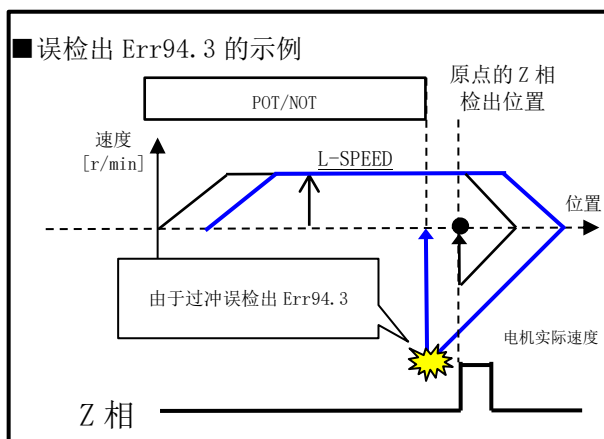 ■误检出 Err94.3 的示例
原点的 Z 相
检出位置
POT/NOT
速度
[r/min]
L-SPEED
位置
由于过冲误检出 Err94.3
电机实际速度
Z 相